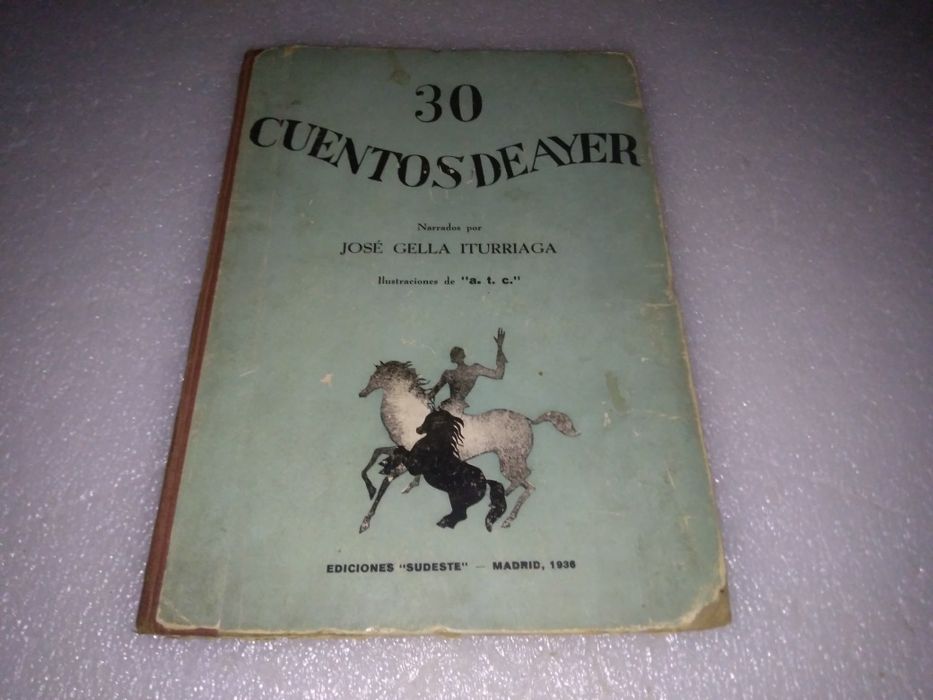 30
CUENTOS DE AYER
Narrados por
JOSÉ GELLA ITURRIAGA
Ilustraciones de "a. t. c."
EDICIONES "SUDESTE" — MADRID, 1936